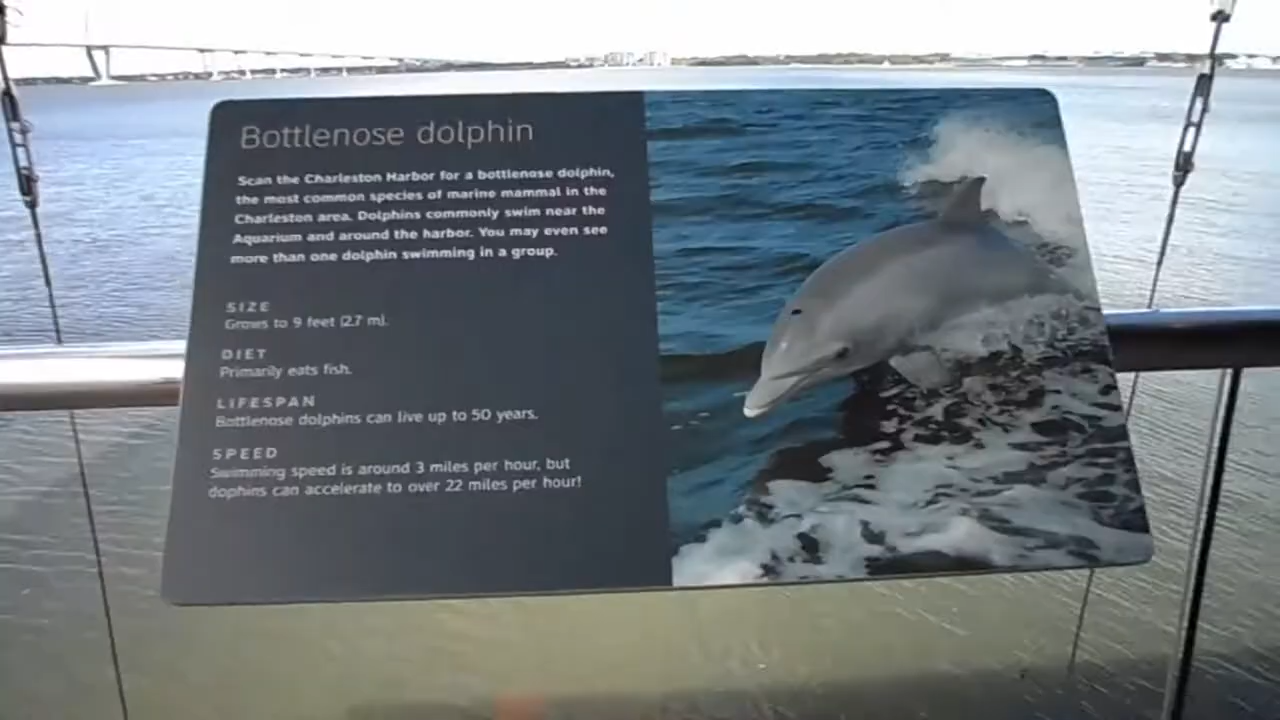 Bottlenose dolphin
Scan the Charleston Harbor for a bottlenose dolphin,
the most common species of marine mammal in the
Charleston area. Dolphins commonly swim near the
Aquarium and around the harbor. You may even see
more than one dolphin swimming in a group.
SIZE
Grows to 9 feet (2.7 m).
DIET
Primarily eats fish.
LIFESPAN
Bottlenose dolphins can live up to 50 years.
SPEED
Swimming speed is around 3 miles per hour, but
dophins can accelerate to over 22 miles per hour!